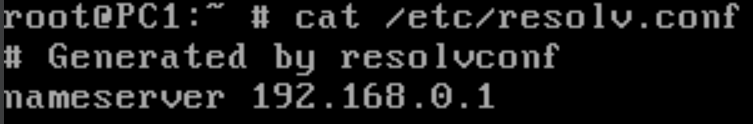 root@PC1:~ # cat /etc/resolv.conf
# Generated by resolvconf
nameserver 192.168.0.1